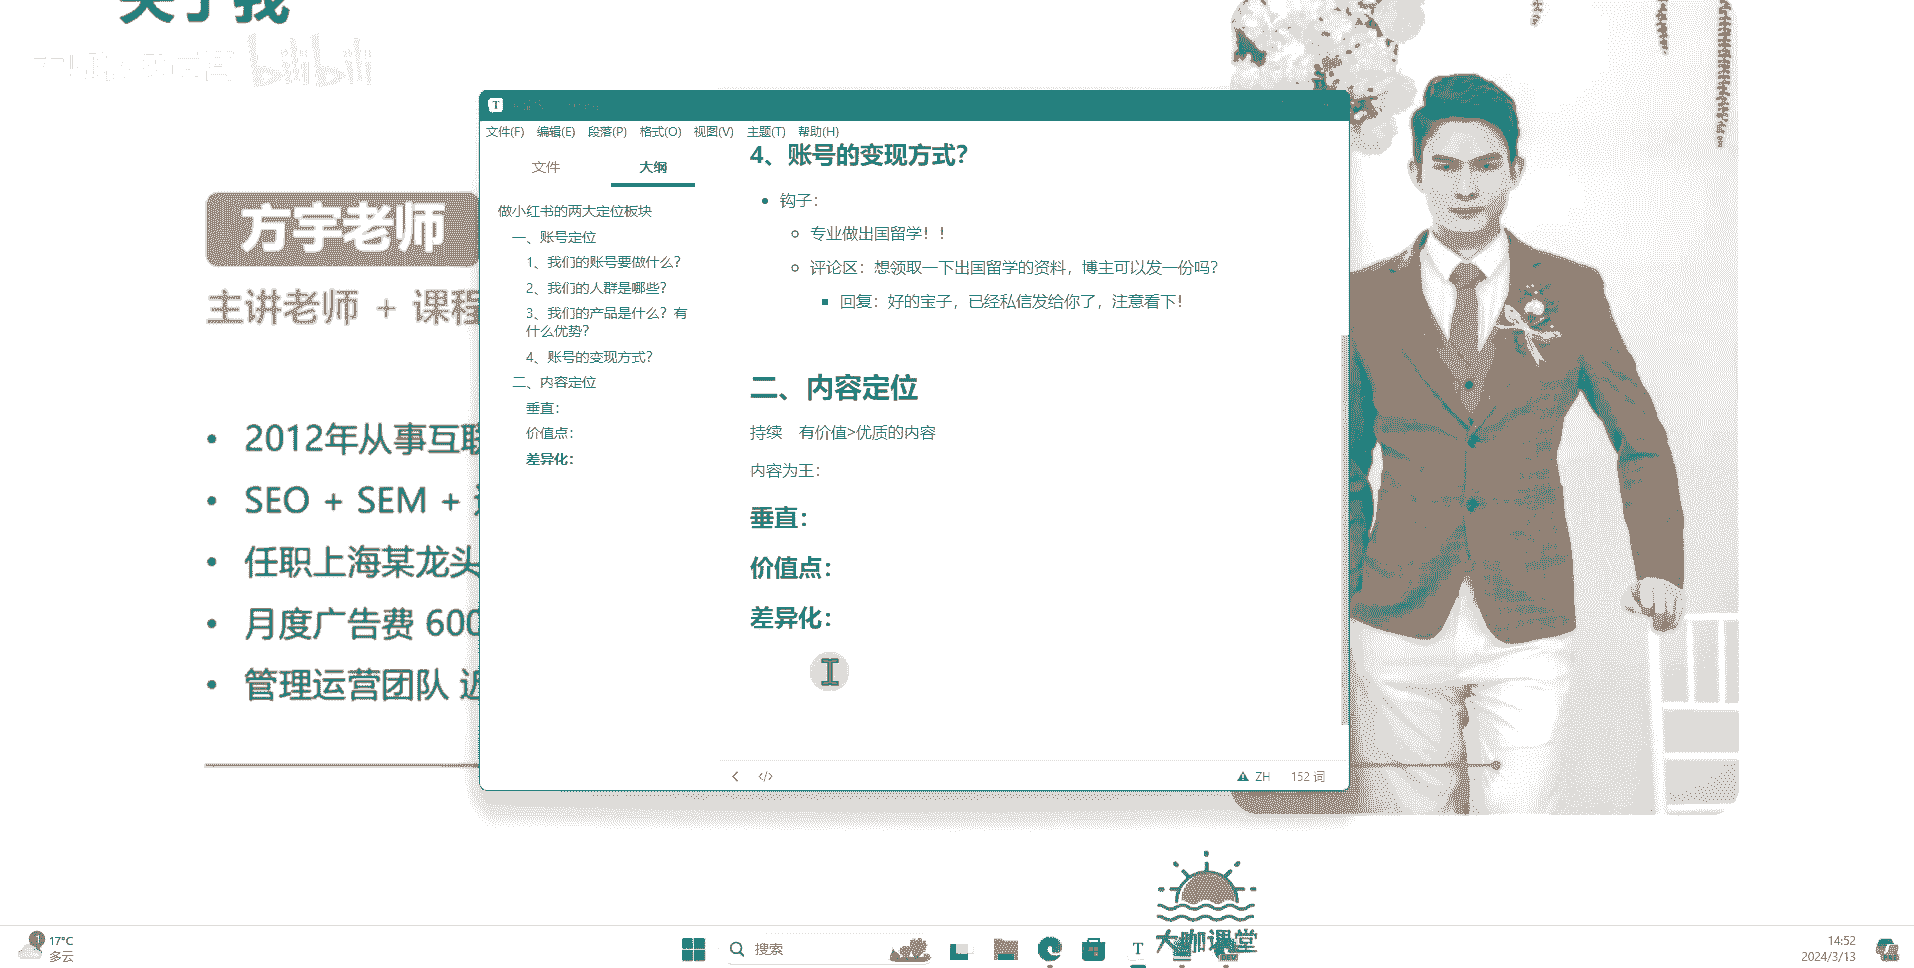 关于我
bilibili
方宇老师
主讲老师 + 课程
2012年从事互联
SEO + SEM +
任职上海某龙头
月度广告费 600
管理运营团队 近
T
文件(F) 编辑(E) 段落(P) 格式(O) 视图(V) 主题(T) 帮助(H)
文件 大纲
做小红书的两大定位板块
一、账号定位
1、我们的账号要做什么？
2、我们的人群是哪些？
3、我们的产品是什么？有
什么优势？
4、账号的变现方式？
二、内容定位
垂直：
价值点：
差异化：
4、账号的变现方式？
钩子：
专业做出国留学！！
评论区：想领取一下出国留学的资料，博主可以发一份吗？
回复：好的宝子，已经私信发给你了，注意看下！
二、内容定位
持续 有价值>优质的内容
内容为王：
垂直：
价值点：
差异化：
</> ZH 152 词
大咖课堂
1 17°C
多云
搜索
T
14:52
2024/3/13